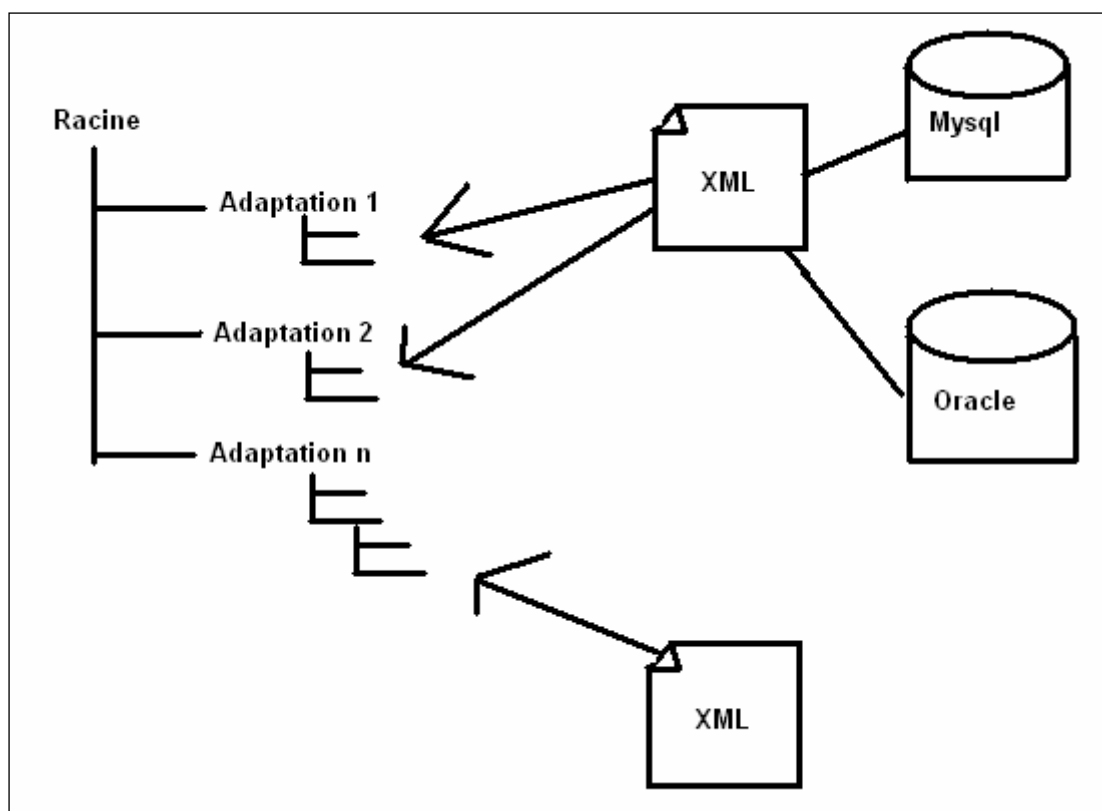 Racine
Adaptation 1
Adaptation 2
Adaptation n
XML
Mysql
Oracle
XML